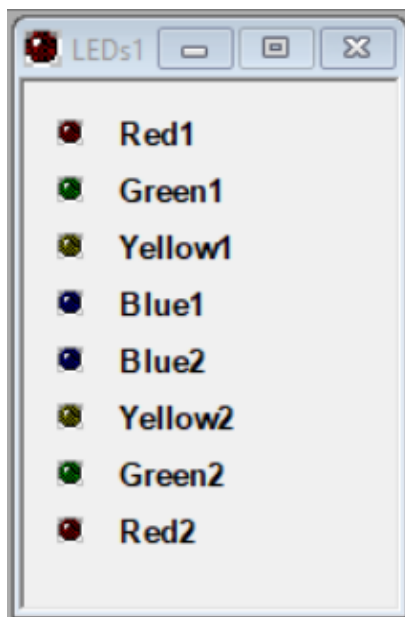 LEDs1
Red1
Green1
Yellow1
Blue1
Blue2
Yellow2
Green2
Red2